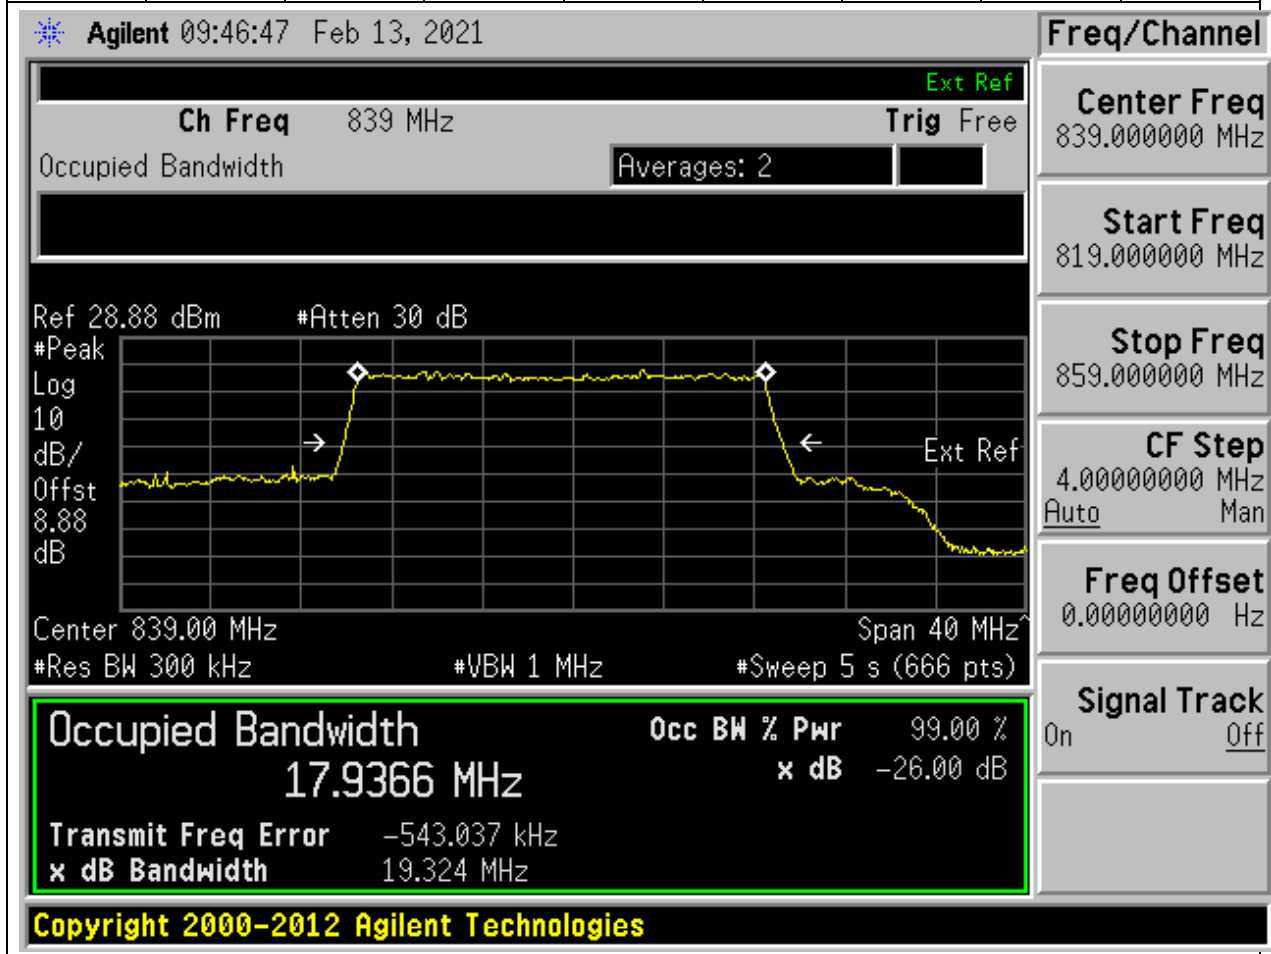 Agilent 09:46:47 Feb 13, 2021
Freq/Channel
Ext Ref
Ch Freq 839 MHz Trig Free
Occupied Bandwidth Averages: 2
Ref 28.88 dBm #Atten 30 dB
#Peak
Log
10
dB/
Offst
8.88
dB
Ext Ref
Center 839.00 MHz Span 40 MHz^
#Res BW 300 kHz #VBW 1 MHz #Sweep 5 s (666 pts)
Occupied Bandwidth Occ BW % Pwr 99.00 %
17.9366 MHz x dB -26.00 dB
Transmit Freq Error -543.037 kHz
x dB Bandwidth 19.324 MHz
Center Freq
839.000000 MHz
Start Freq
819.000000 MHz
Stop Freq
859.000000 MHz
CF Step
4.00000000 MHz
Auto Man
Freq Offset
0.00000000 Hz
Signal Track
On Off
Copyright 2000-2012 Agilent Technologies